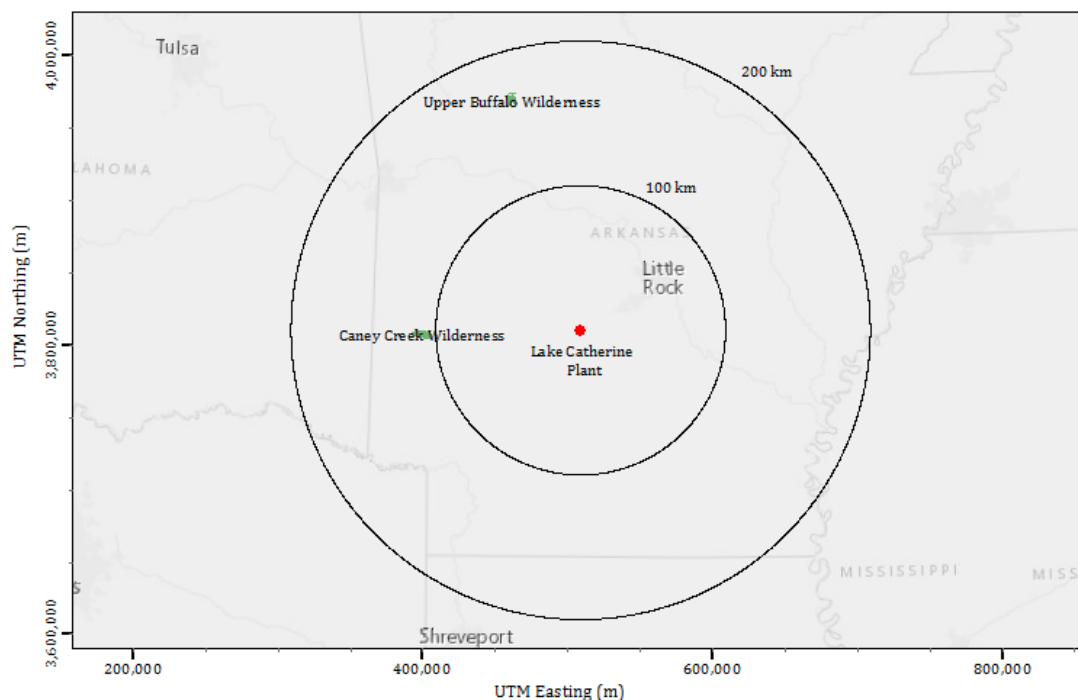 4,000,000
Tulsa
200 km
Upper Buffalo Wilderness
LAHOMA
100 km
ARKANSAS
Little
Rock
UTM Northing (m)
3,800,000
Caney Creek Wilderness
Lake Catherine
Plant
MISSISSIPPI
MISS
s
3,600,000
Shreveport
200,000
400,000
600,000
800,000
UTM Easting (m)